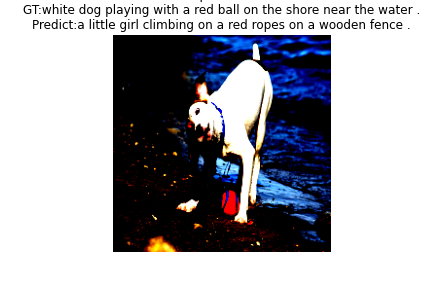 GT:white dog playing with a red ball on the shore near the water .
Predict:a little girl climbing on a red ropes on a wooden fence .